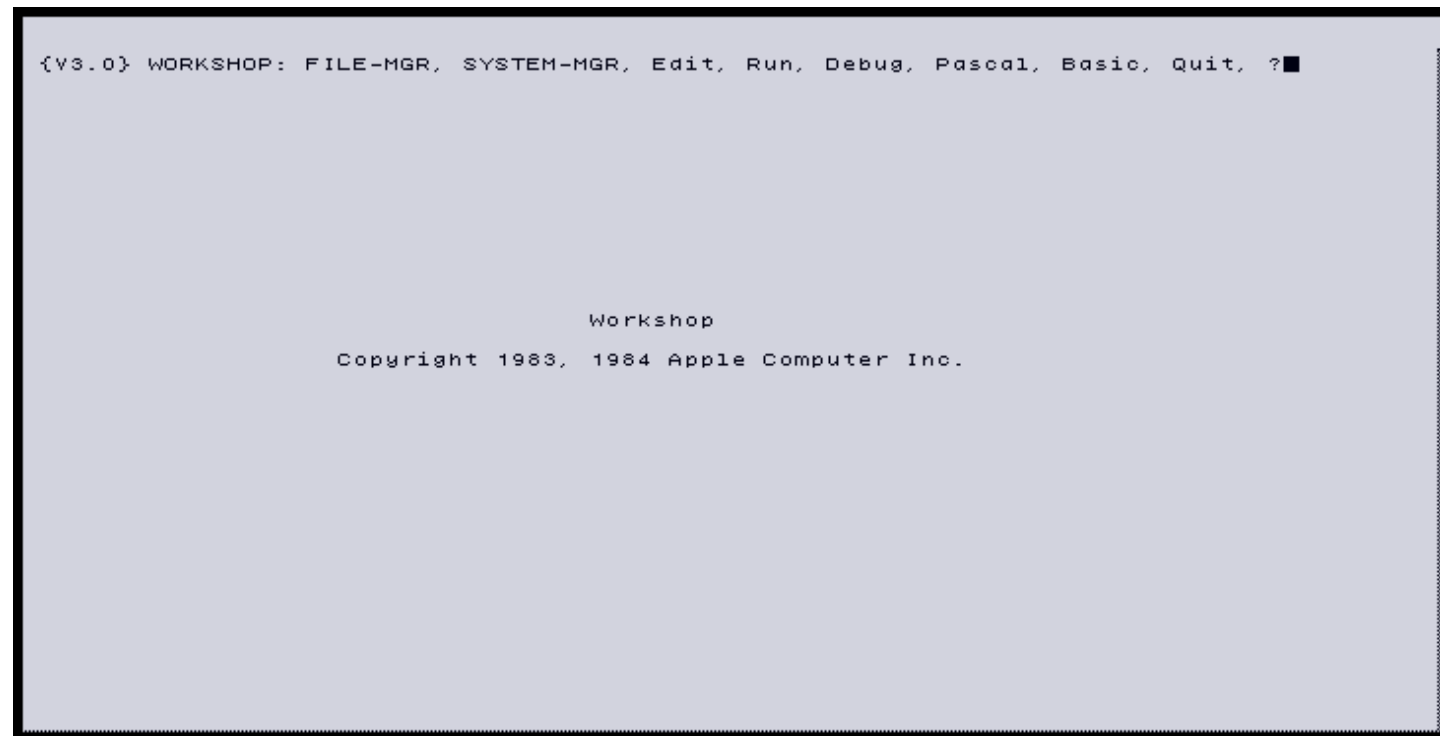 {V3.0} WORKSHOP: FILE-MGR, SYSTEM-MGR, Edit, Run, Debug, Pascal, Basic, Quit, ?
Workshop
Copyright 1983, 1984 Apple Computer Inc.